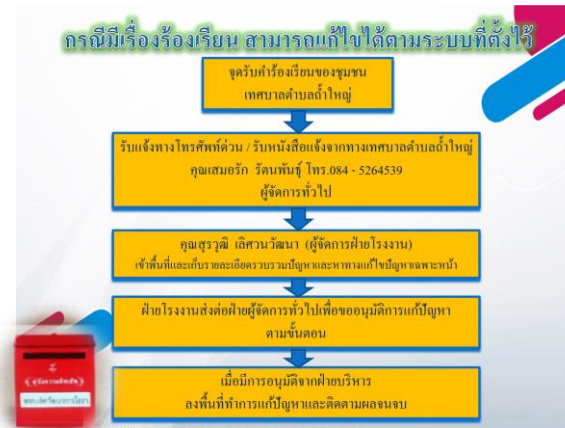 กรณีมีเรื่องร้องเรียน สามารถแก้ไขได้ตามระบบที่ตั้งไว้
จุดรับคำร้องเรียนของชุมชน
เทศบาลตำบลถ้ำใหญ่
รับแจ้งทางโทรศัพท์ด่วน / รับหนังสือแจ้งจากทางเทศบาลตำบลถ้ำใหญ่
คุณเสมอรัก รัตนพันธุ์ โทร.084 - 5264539
ผู้จัดการทั่วไป
คุณสุรวุฒิ เลิศวนวัฒนา (ผู้จัดการฝ่ายโรงงาน)
เข้าพื้นที่และเก็บรายละเอียดรวบรวมปัญหาและหาทางแก้ไขปัญหาเฉพาะหน้า
ฝ่ายโรงงานส่งต่อฝ่ายผู้จัดการทั่วไปเพื่อขออนุมัติการแก้ปัญหา
ตามขั้นตอน
เมื่อมีการอนุมัติจากฝ่ายบริหาร
ลงพื้นที่ทำการแก้ปัญหาและติดตามผลจนจบ